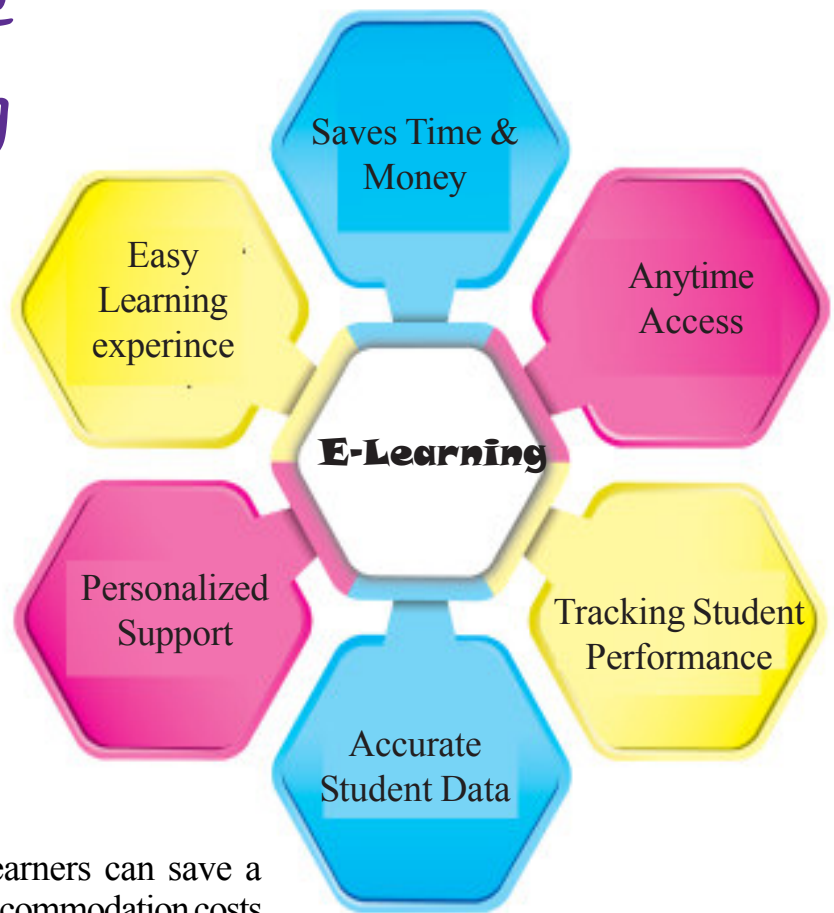 Saves Time &
Money
Easy
Learning
experince
Anytime
Access
E-Learning
Personalized
Support
Tracking Student
Performance
Accurate
Student Data
earners can save a
commodation costs